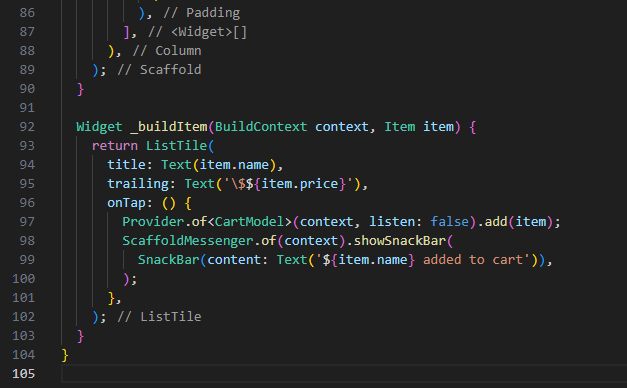 86 ), // Padding
87 ], // <Widget>[]
88 ), // Column
89 ); // Scaffold
90 }
91
92 Widget _buildItem(BuildContext context, Item item) {
93 return ListTile(
94 title: Text(item.name),
95 trailing: Text('\$${item.price}'),
96 onTap: () {
97 Provider.of<CartModel>(context, listen: false).add(item);
98 ScaffoldMessenger.of(context).showSnackBar(
99 SnackBar(content: Text('${item.name} added to cart')),
100 );
101 },
102 ); // ListTile
103 }
104 }
105